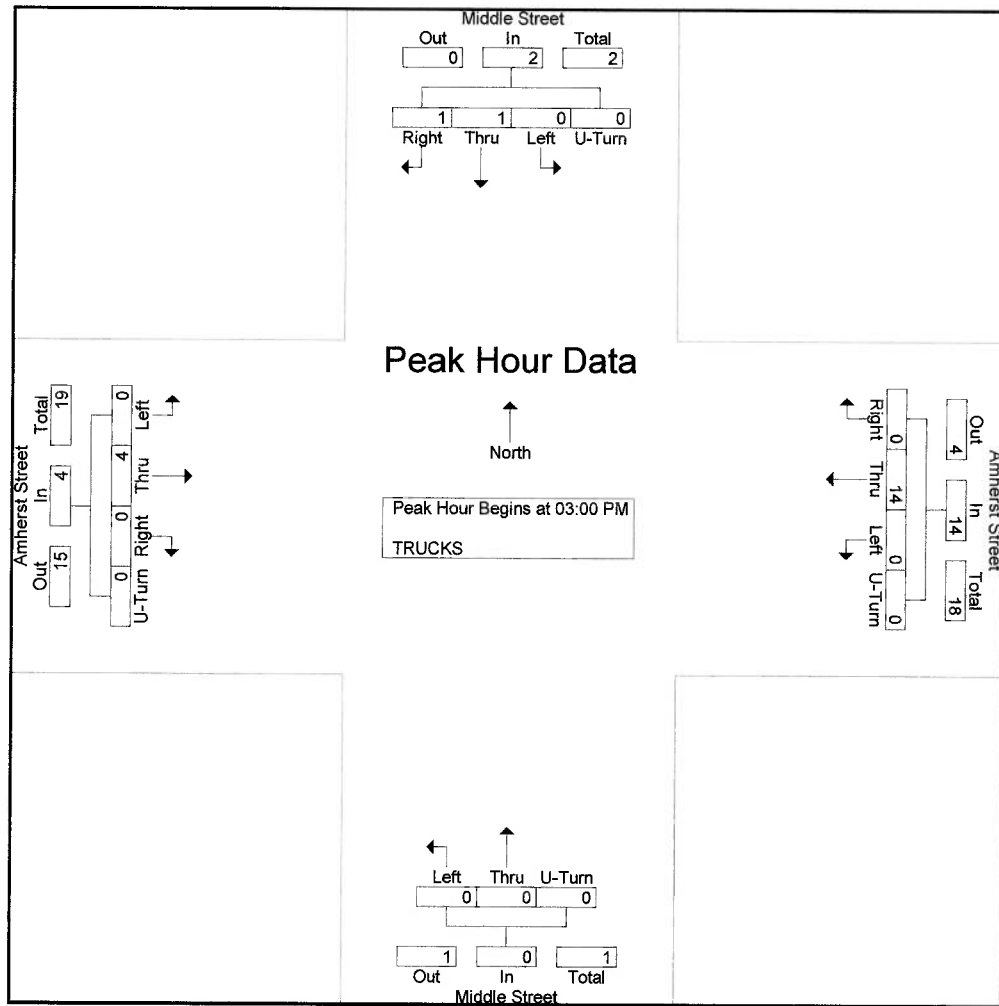 Middle Street
Out In Total
0 2 2
1 1 0 0
Right Thru Left U-Turn
Peak Hour Data
North
Peak Hour Begins at 03:00 PM
TRUCKS
Amherst Street
Out In Total
15 4 19
0 0 4 0
U-Turn Right Thru Left
Amherst Street
Out In Total
4 14 18
0 14 0 0
Right Thru Left U-Turn
Left Thru U-Turn
0 0 0
1 0 1
Out In Total
Middle Street